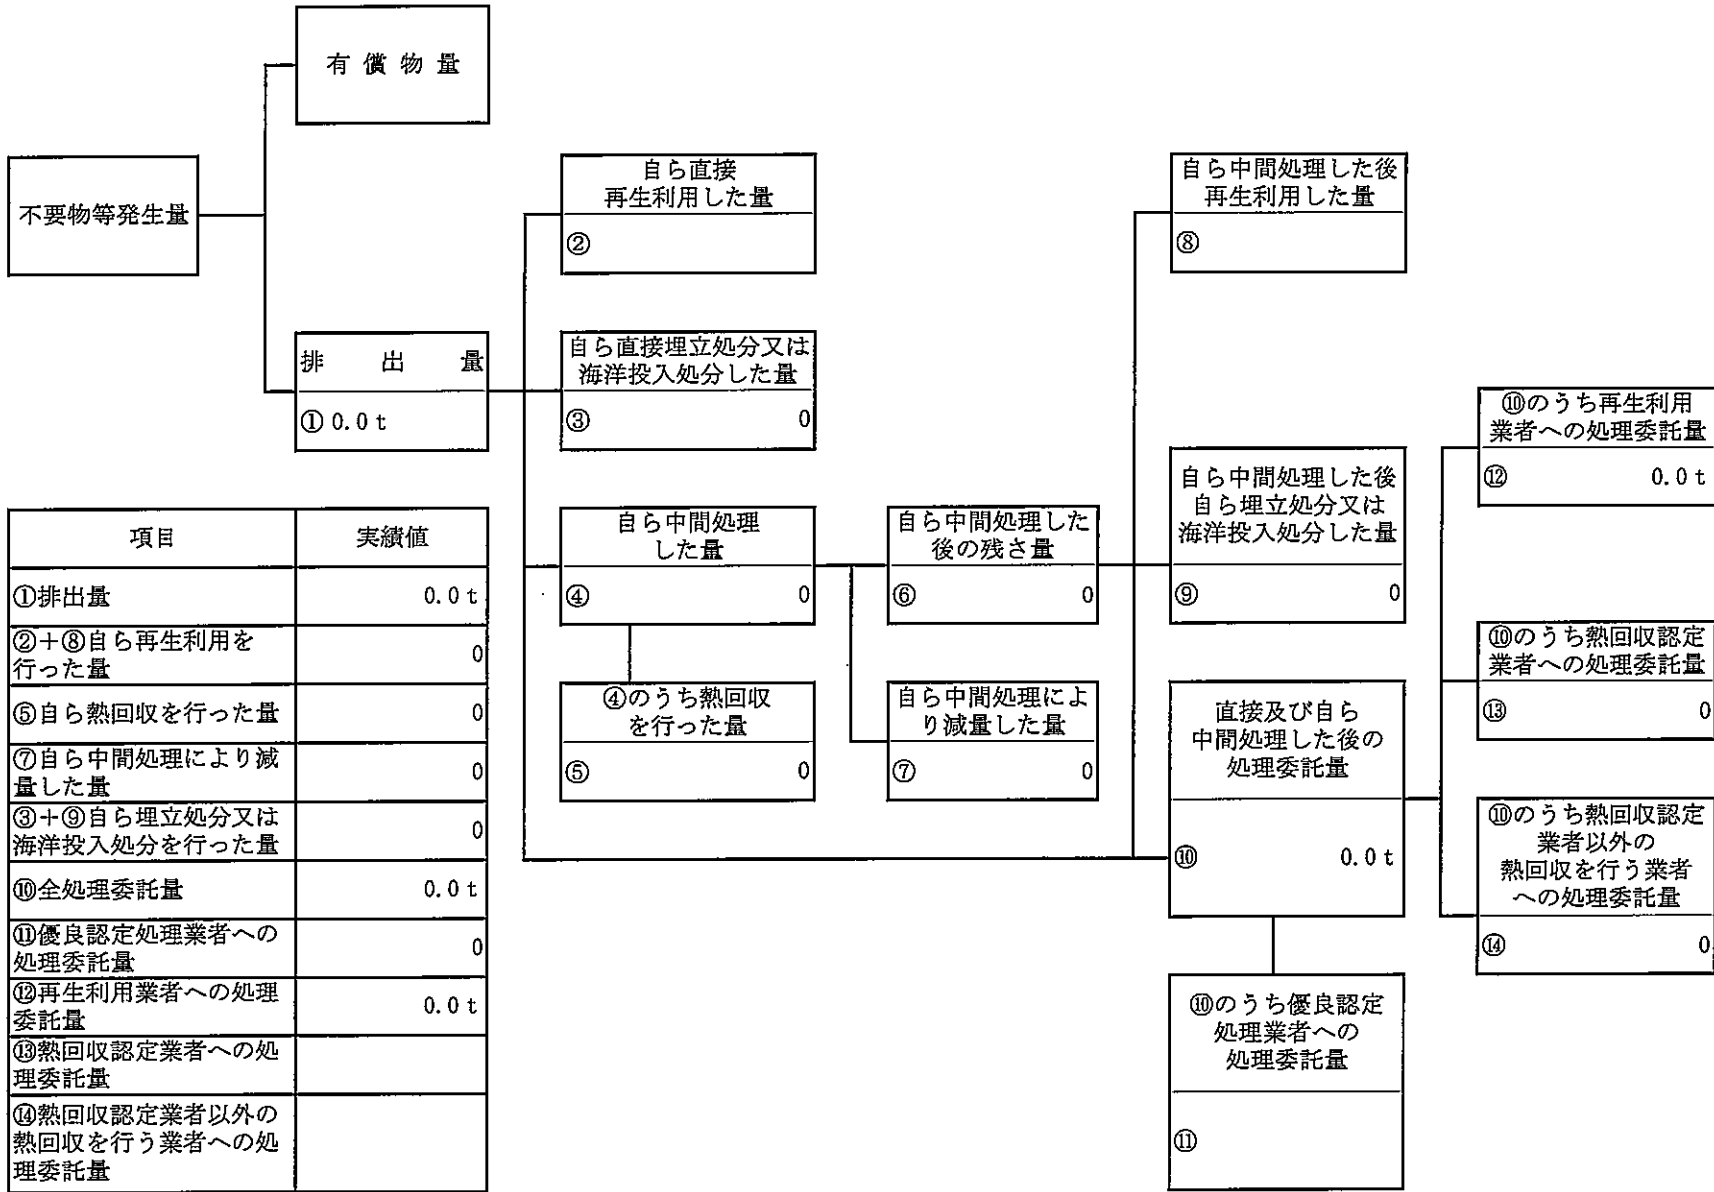 有償物量
不要物等発生量
排出量
① 0.0 t
自ら直接
再生利用した量
②
自ら直接埋立処分又は
海洋投入処分した量
③ 0
自ら中間処理
した量
④ 0
④のうち熱回収
を行った量
⑤ 0
自ら中間処理した
後の残さ量
⑥ 0
自ら中間処理によ
り減量した量
⑦ 0
自ら中間処理した後
再生利用した量
⑧
自ら中間処理した後
自ら埋立処分又は
海洋投入処分した量
⑨ 0
直接及び自ら
中間処理した後の
処理委託量
⑩ 0.0 t
⑩のうち優良認定
処理業者への
処理委託量
⑪
⑩のうち再生利用
業者への処理委託量
⑫ 0.0 t
⑩のうち熱回収認定
業者への処理委託量
⑬ 0
⑩のうち熱回収認定
業者以外の
熱回収を行う業者
への処理委託量
⑭ 0
項目 実績値
①排出量 0.0 t
②+⑧自ら再生利用を
行った量 0
⑤自ら熱回収を行った量 0
⑦自ら中間処理により減
量した量 0
③+⑨自ら埋立処分又は
海洋投入処分を行った量 0
⑩全処理委託量 0.0 t
⑪優良認定処理業者への
処理委託量 0
⑫再生利用業者への処理
委託量 0.0 t
⑬熱回収認定業者への処
理委託量
⑭熱回収認定業者以外の
熱回収を行う業者への処
理委託量